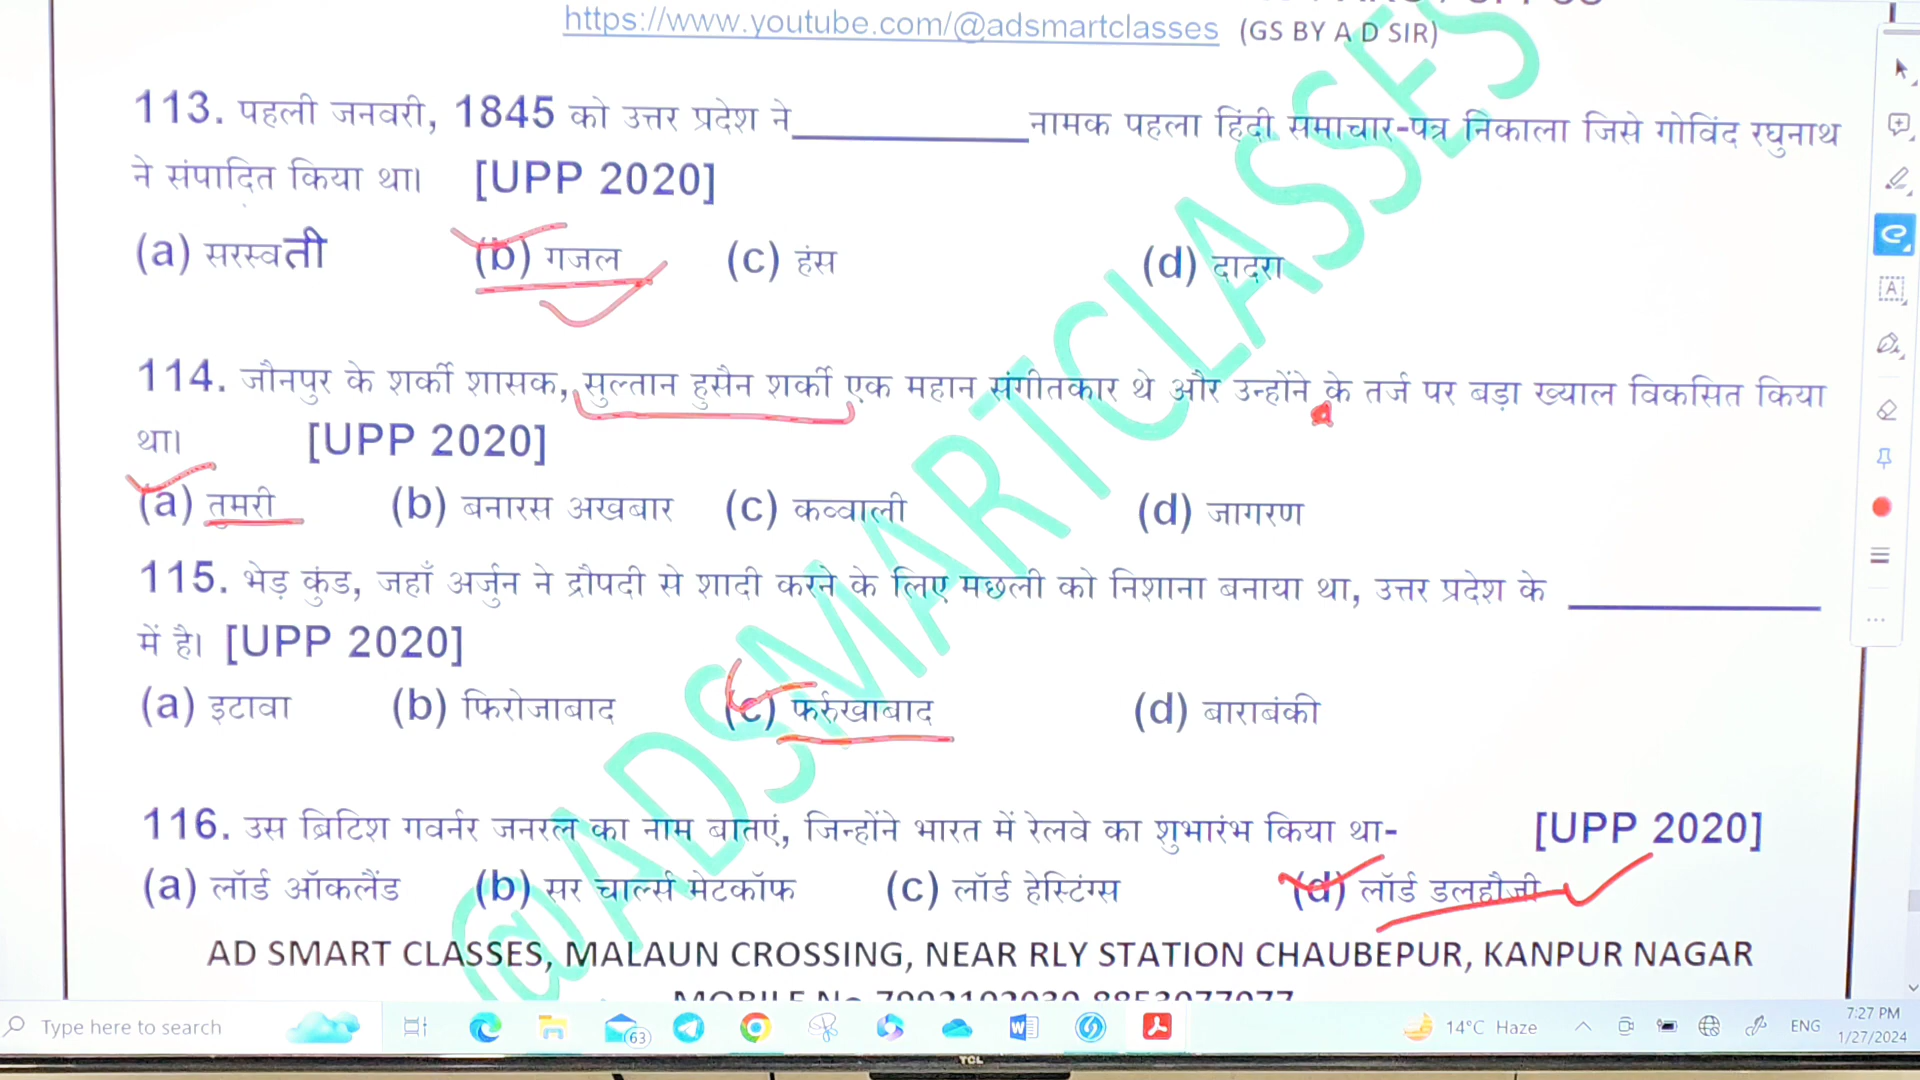 https://www.youtube.com/@adsmartclasses (GS BY A D SIR)
113. पहली जनवरी, 1845 को उत्तर प्रदेश ने__________नामक पहला हिंदी समाचार-पत्र निकाला जिसे गोविंद रघुनाथ
ने संपादित किया था। [UPP 2020]
(a) सरस्वती (b) गजल (c) हंस (d) दादरा
114. जौनपुर के शर्की शासक, सुल्तान हुसैन शर्की एक महान संगीतकार थे और उन्होंने के तर्ज पर बड़ा ख्याल विकसित किया
था। [UPP 2020]
(a) तमरी (b) बनारस अखबार (c) कव्वाली (d) जागरण
115. भेड़ कुंड, जहाँ अर्जुन ने द्रौपदी से शादी करने के लिए मछली को निशाना बनाया था, उत्तर प्रदेश के __________
में है। [UPP 2020]
(a) इटावा (b) फिरोजाबाद (c) फर्रुखाबाद (d) बाराबंकी
116. उस ब्रिटिश गवर्नर जनरल का नाम बातएं, जिन्होंने भारत में रेलवे का शुभारंभ किया था- [UPP 2020]
(a) लॉर्ड ऑकलैंड (b) सर चार्ल्स मेटकॉफ (c) लॉर्ड हेस्टिंग्स (d) लॉर्ड डलहौजी
AD SMART CLASSES, MALAUN CROSSING, NEAR RLY STATION CHAUBEPUR, KANPUR NAGAR
@ADSMARTCLASSES
Type here to search 63 14°C Haze ENG 7:27 PM
1/27/2024
TCL